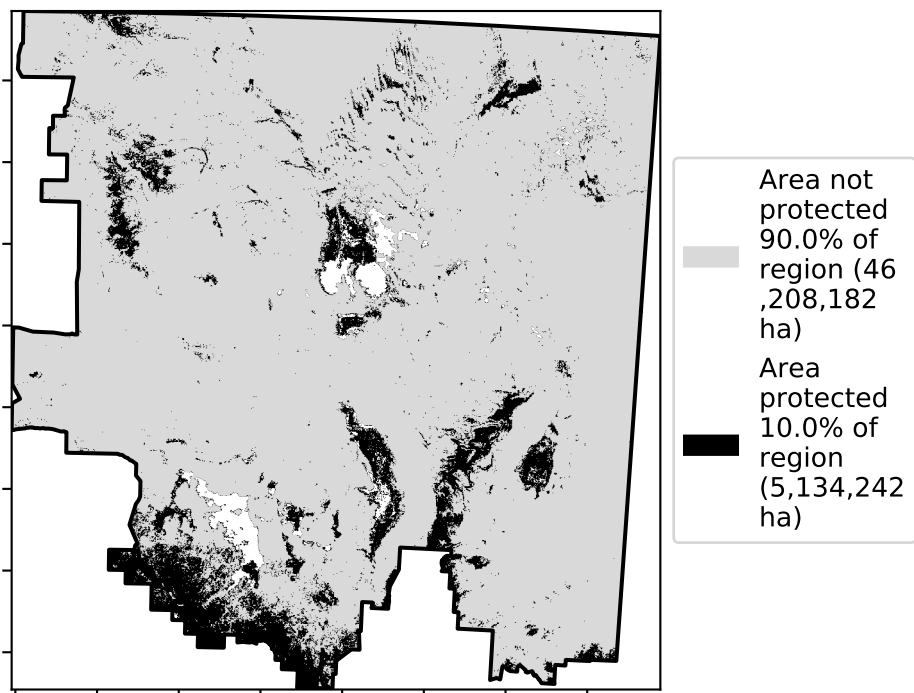 Area not
protected
90.0% of
region (46
,208,182
ha)
Area
protected
10.0% of
region
(5,134,242
ha)